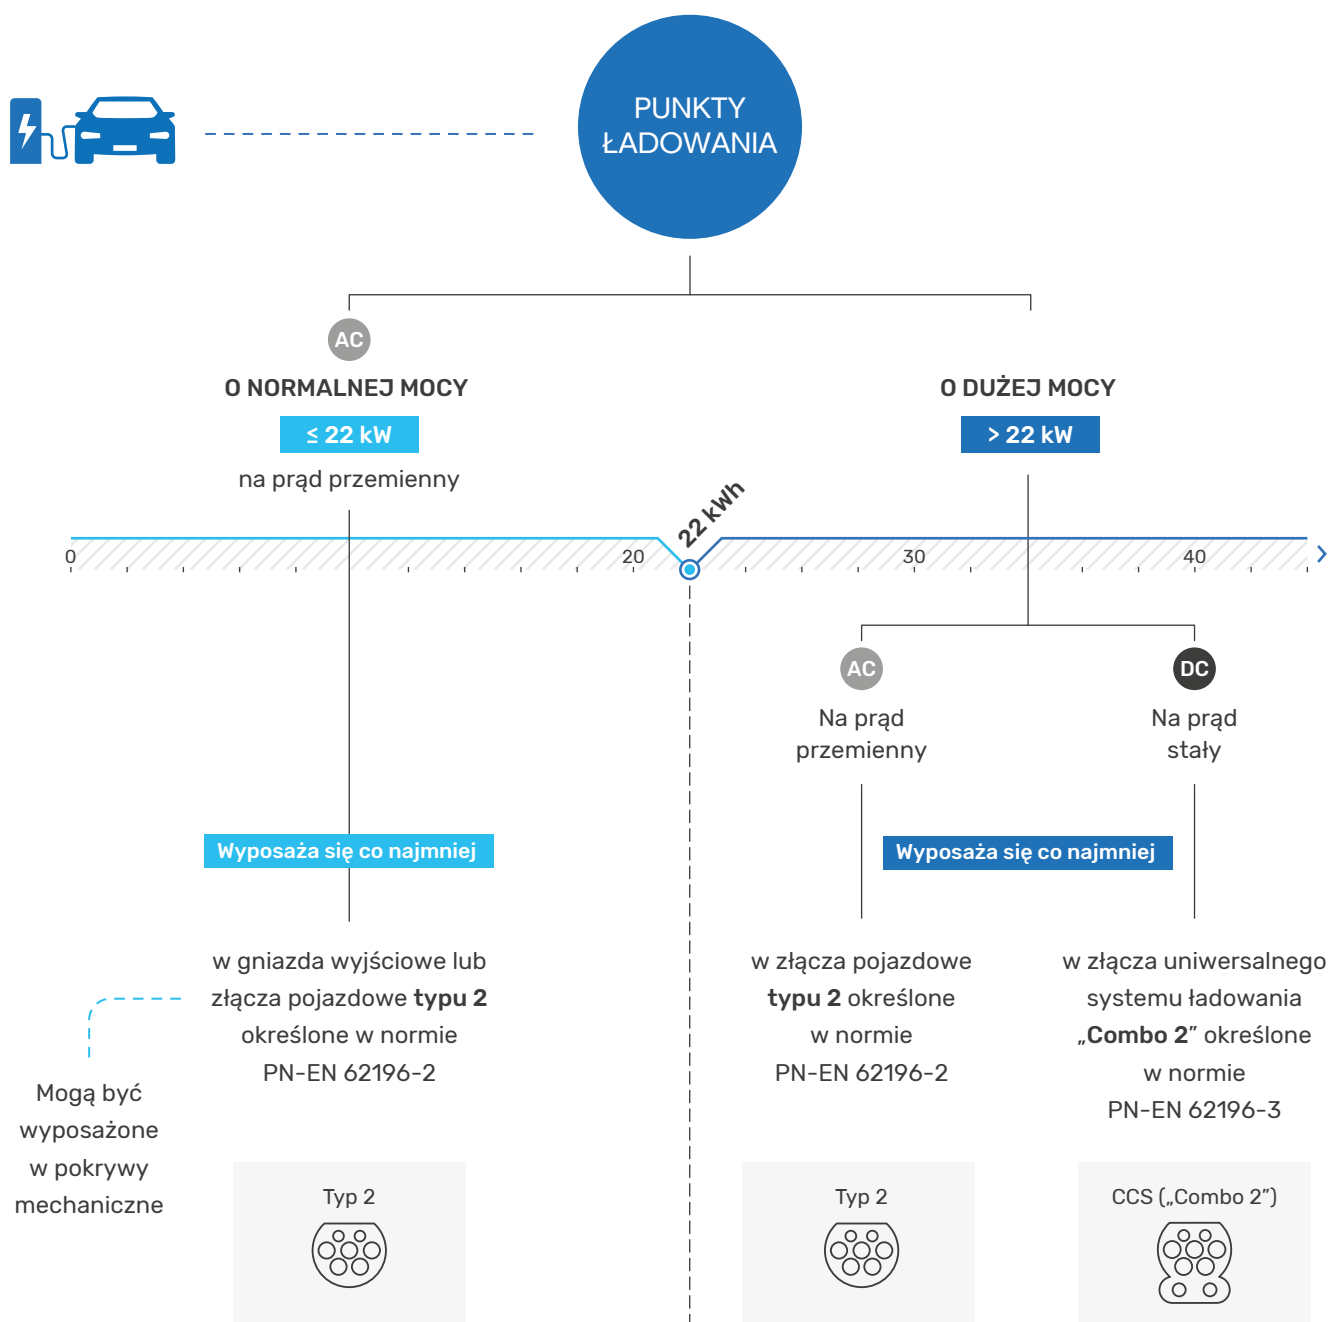 PUNKTY
ŁADOWANIA
AC
O NORMALNEJ MOCY
≤ 22 kW
na prąd przemienny
O DUŻEJ MOCY
> 22 kW
22 kWh
0
20
30
40
AC
Na prąd
przemienny
DC
Na prąd
stały
Wyposaża się co najmniej
Wyposaża się co najmniej
w gniazda wyjściowe lub
złącza pojazdowe typu 2
określone w normie
PN-EN 62196-2
Mogą być
wyposażone
w pokrywy
mechaniczne
w złącza pojazdowe
typu 2 określone
w normie
PN-EN 62196-2
w złącza uniwersalnego
systemu ładowania
„Combo 2” określone
w normie
PN-EN 62196-3
Typ 2
Typ 2
CCS („Combo 2”)